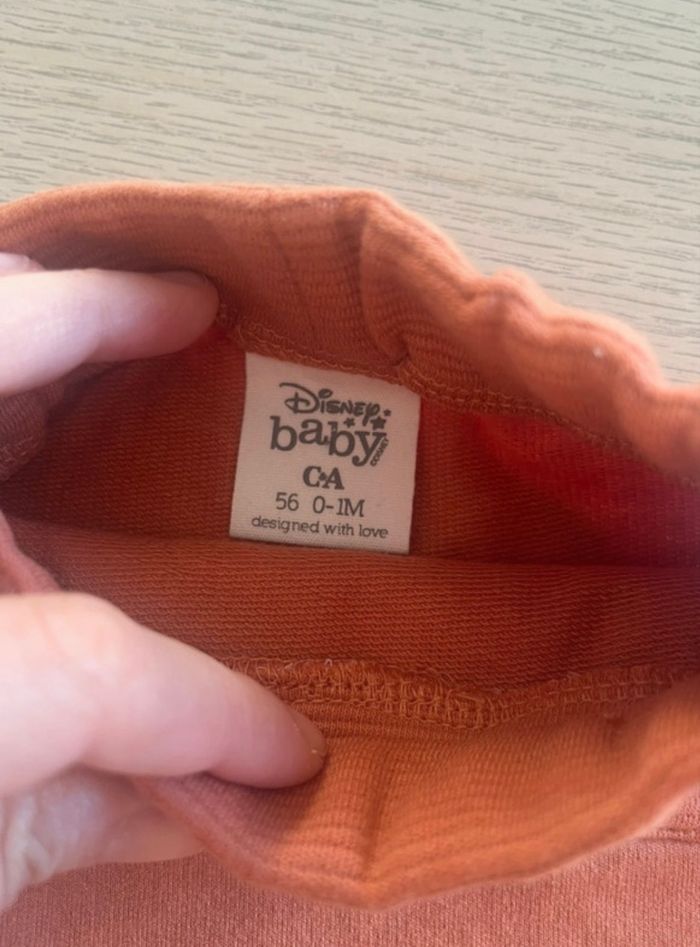 Disney
baby
C&A
56 0-1M
designed with love